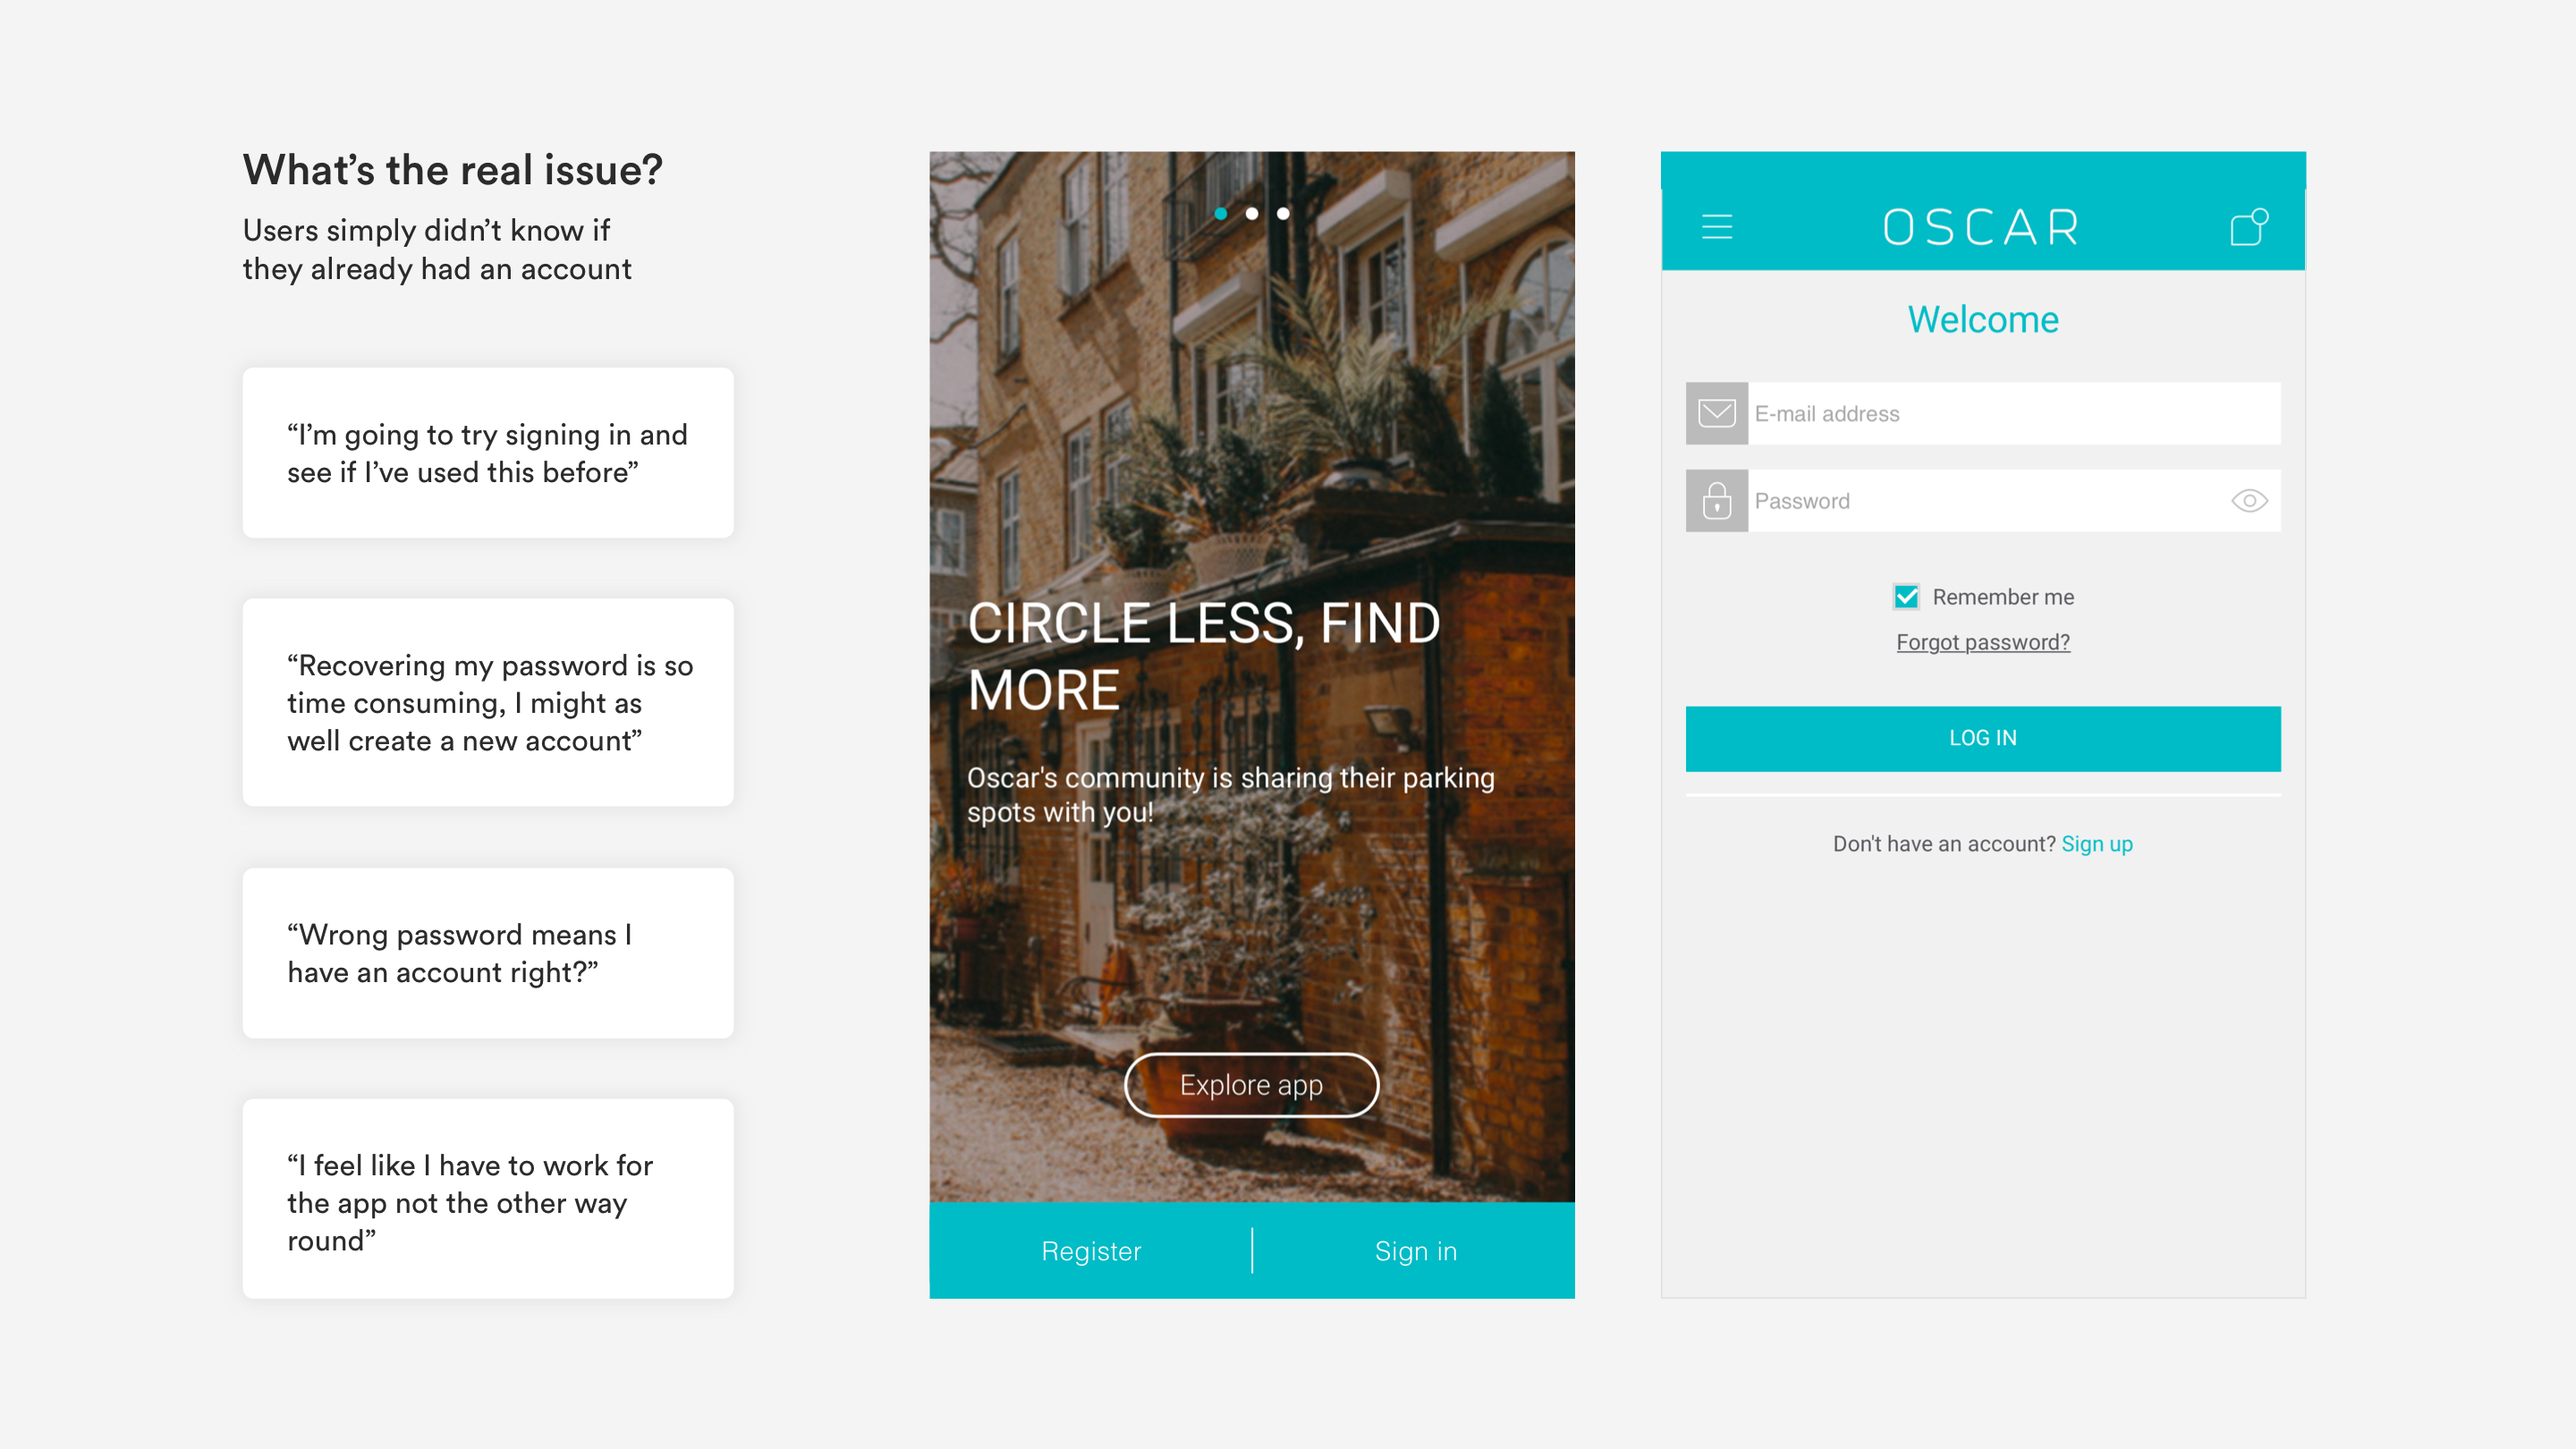 What’s the real issue?
Users simply didn’t know if
they already had an account
“I’m going to try signing in and
see if I’ve used this before”
“Recovering my password is so
time consuming, I might as
well create a new account”
“Wrong password means I
have an account right?”
“I feel like I have to work for
the app not the other way
round”
CIRCLE LESS, FIND
MORE
Oscar's community is sharing their parking
spots with you!
Explore app
Register
Sign in
OSCAR
Welcome
E-mail address
Password
Remember me
Forgot password?
LOG IN
Don't have an account? Sign up